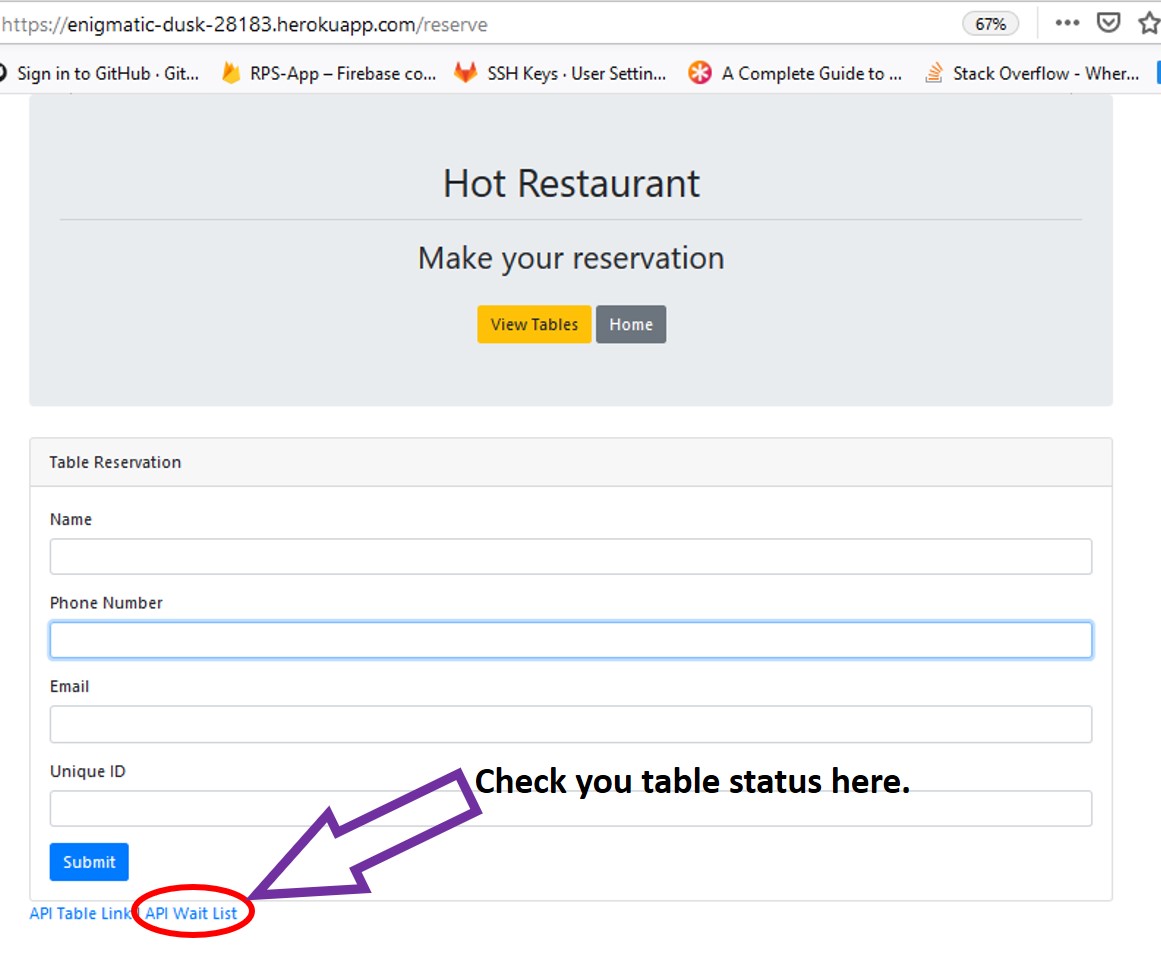 https://enigmatic-dusk-28183.herokuapp.com/reserve 67%
Sign in to GitHub · Git... RPS-App – Firebase co... SSH Keys · User Settin... A Complete Guide to ... Stack Overflow - Wher...
Hot Restaurant
Make your reservation
View Tables Home
Table Reservation
Name
Phone Number
Email
Unique ID
Check you table status here.
Submit
API Table Link | API Wait List